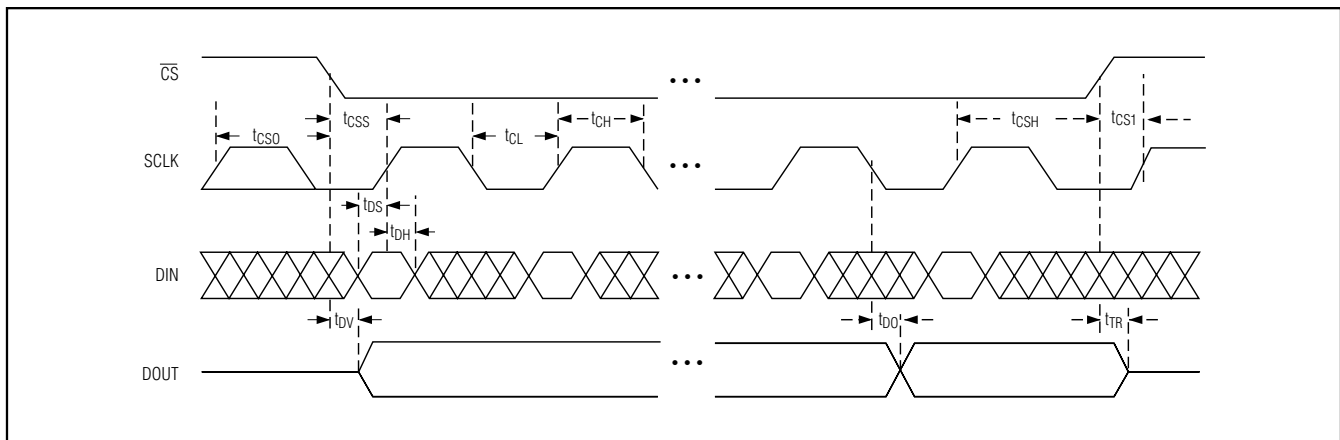 CS
tCSS
tCH
tCSH
tCS1
tCSO
tCL
SCLK
tDS
tDH
DIN
tDV
tDO
tTR
DOUT